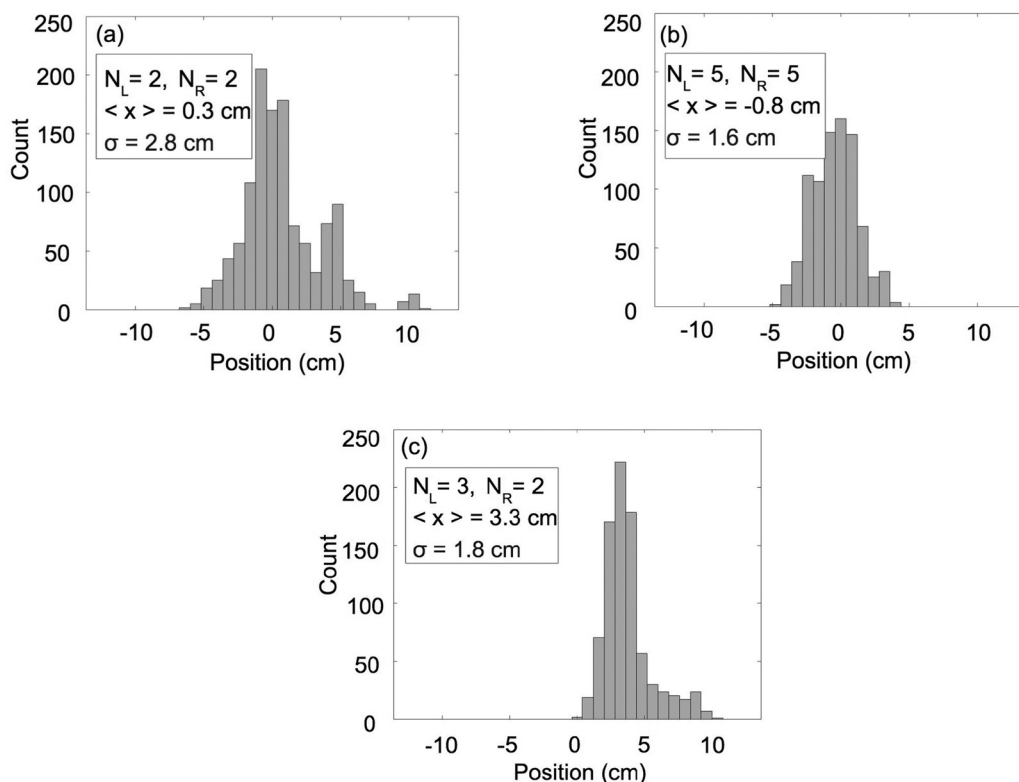 (a)
N_L = 2, N_R = 2
< x > = 0.3 cm
σ = 2.8 cm
250
200
150
100
50
0
Count
-10 -5 0 5 10
Position (cm)
(b)
N_L = 5, N_R = 5
< x > = -0.8 cm
σ = 1.6 cm
250
200
150
100
50
0
Count
-10 -5 0 5 10
Position (cm)
(c)
N_L = 3, N_R = 2
< x > = 3.3 cm
σ = 1.8 cm
250
200
150
100
50
0
Count
-10 -5 0 5 10
Position (cm)